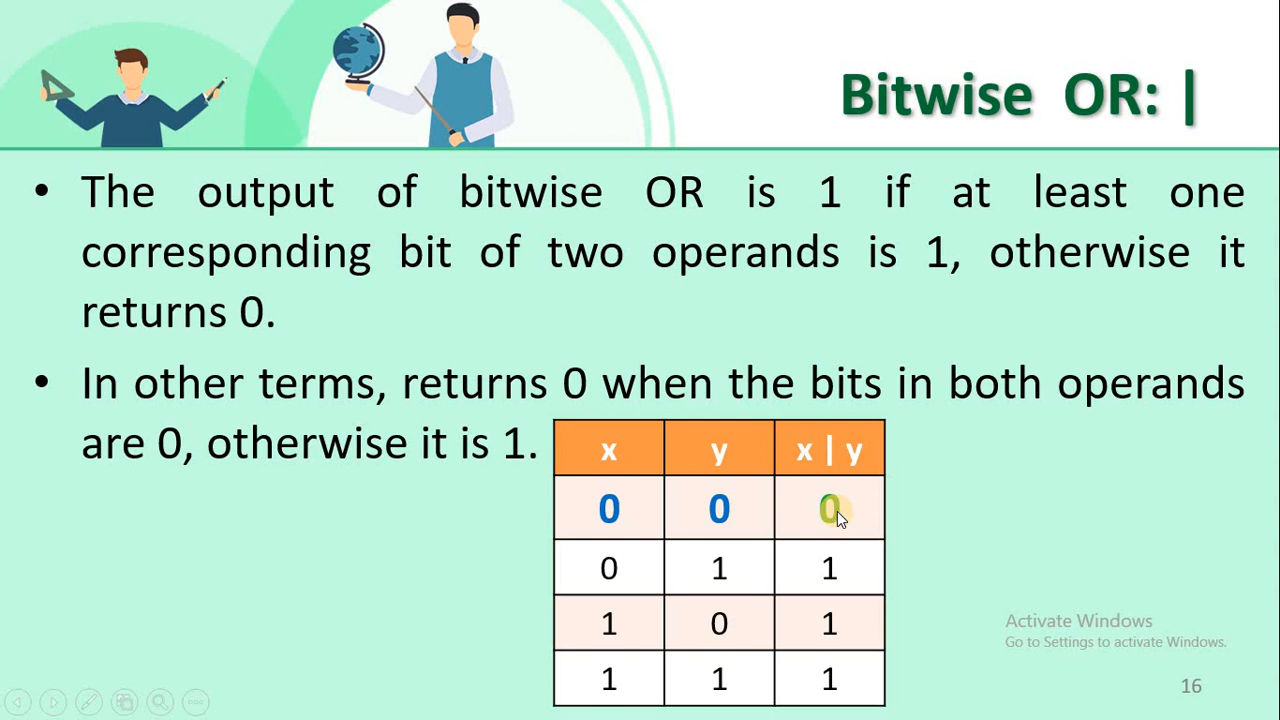 Bitwise OR: |
• The output of bitwise OR is 1 if at least one
corresponding bit of two operands is 1, otherwise it
returns 0.
• In other terms, returns 0 when the bits in both operands
are 0, otherwise it is 1.
x y x | y
0 0 0
0 1 1
1 0 1
1 1 1
Activate Windows
Go to Settings to activate Windows.
16